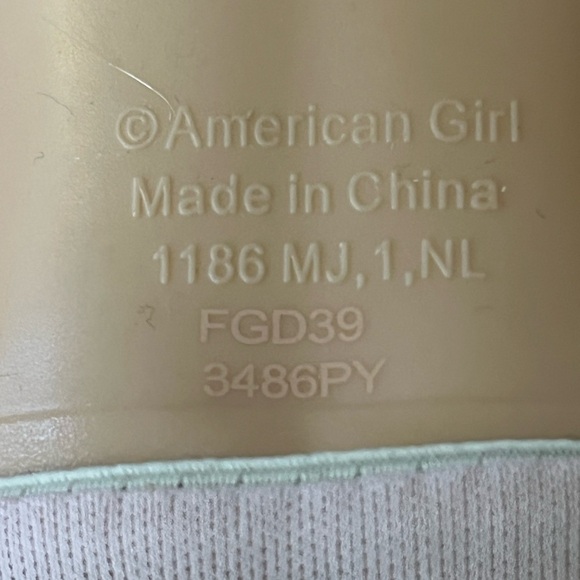 ©American Girl
Made in China
1186 MJ,1,NL
FGD39
3486PY